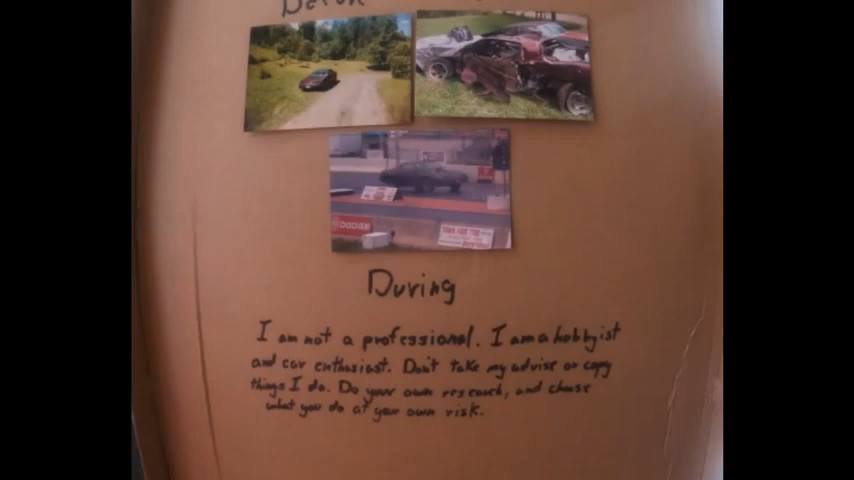 During
DODGE
I am not a professional. I am a hobbyist
and car enthusiast. Don't take my advise or copy
things I do. Do your own research, and choose
what you do at your own risk.